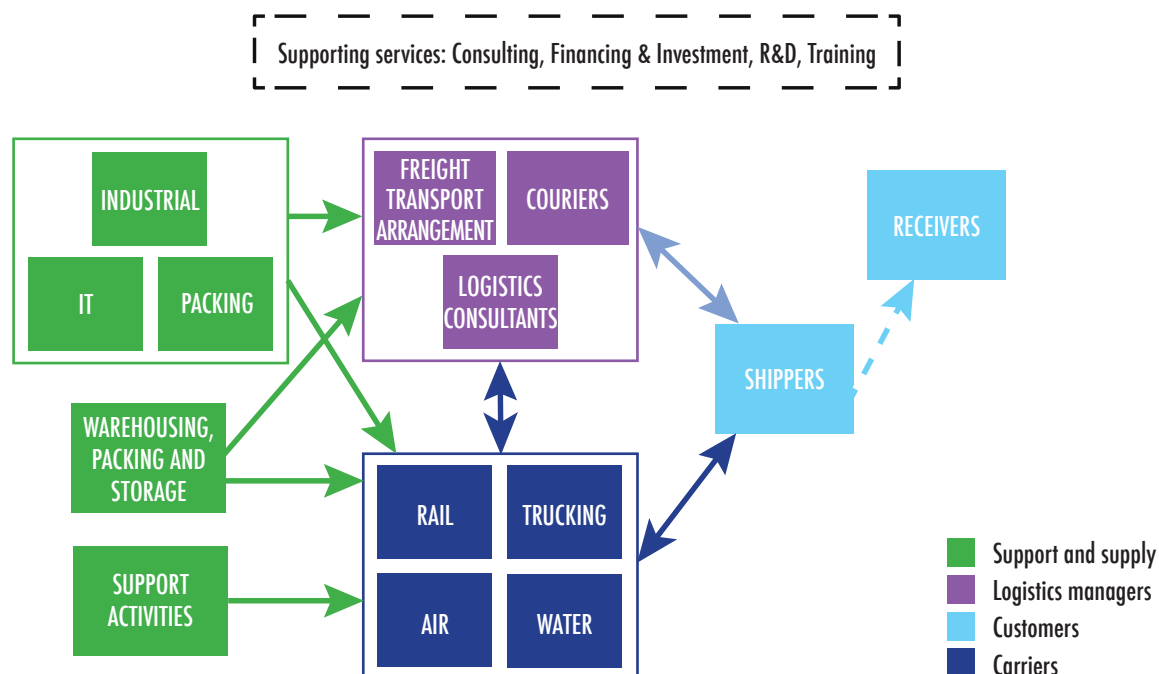 Supporting services: Consulting, Financing & Investment, R&D, Training
INDUSTRIAL
IT
PACKING
FREIGHT
TRANSPORT
ARRANGEMENT
COURIERS
LOGISTICS
CONSULTANTS
RECEIVERS
SHIPPERS
WAREHOUSING,
PACKING AND
STORAGE
RAIL
TRUCKING
SUPPORT
ACTIVITIES
AIR
WATER
Support and supply
Logistics managers
Customers
Carriers